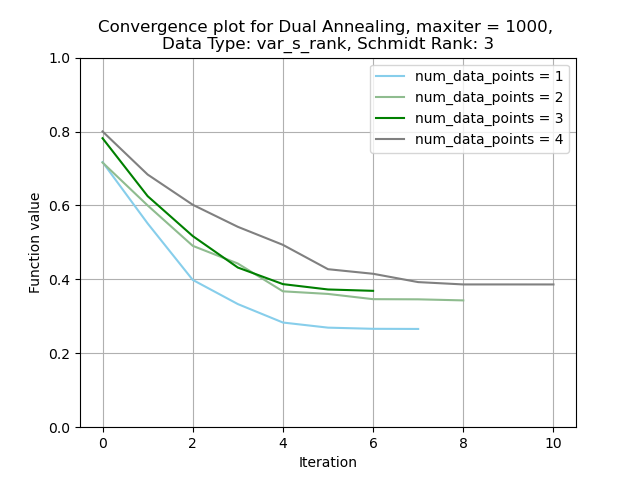 Convergence plot for Dual Annealing, maxiter = 1000,
Data Type: var_s_rank, Schmidt Rank: 3
num_data_points = 1
num_data_points = 2
num_data_points = 3
num_data_points = 4
1.0
0.8
0.6
0.4
0.2
0.0
Function value
0 2 4 6 8 10
Iteration